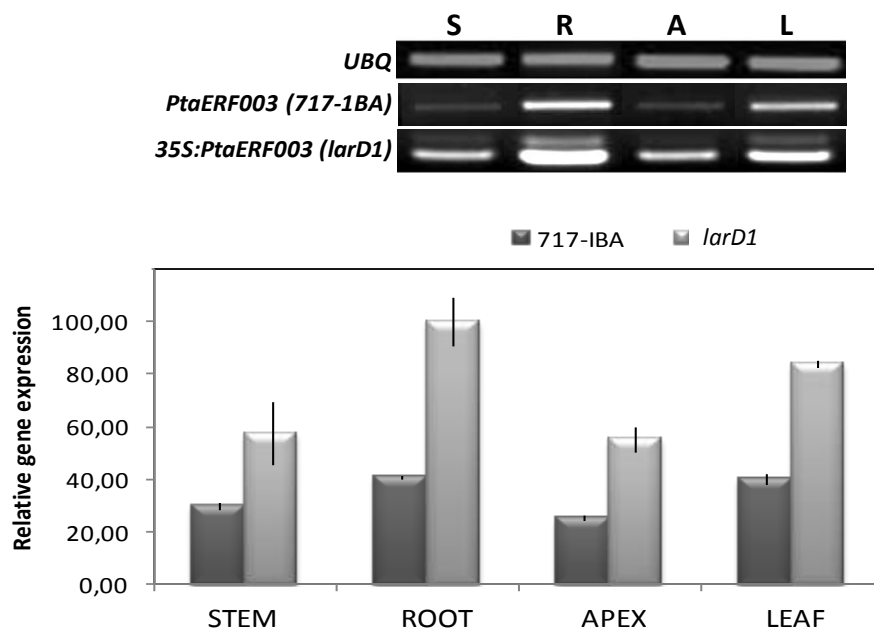 S R A L
UBQ
PtaERF003 (717-1BA)
35S:PtaERF003 (larD1)
717-IBA larD1
Relative gene expression
100,00
80,00
60,00
40,00
20,00
0,00
STEM ROOT APEX LEAF